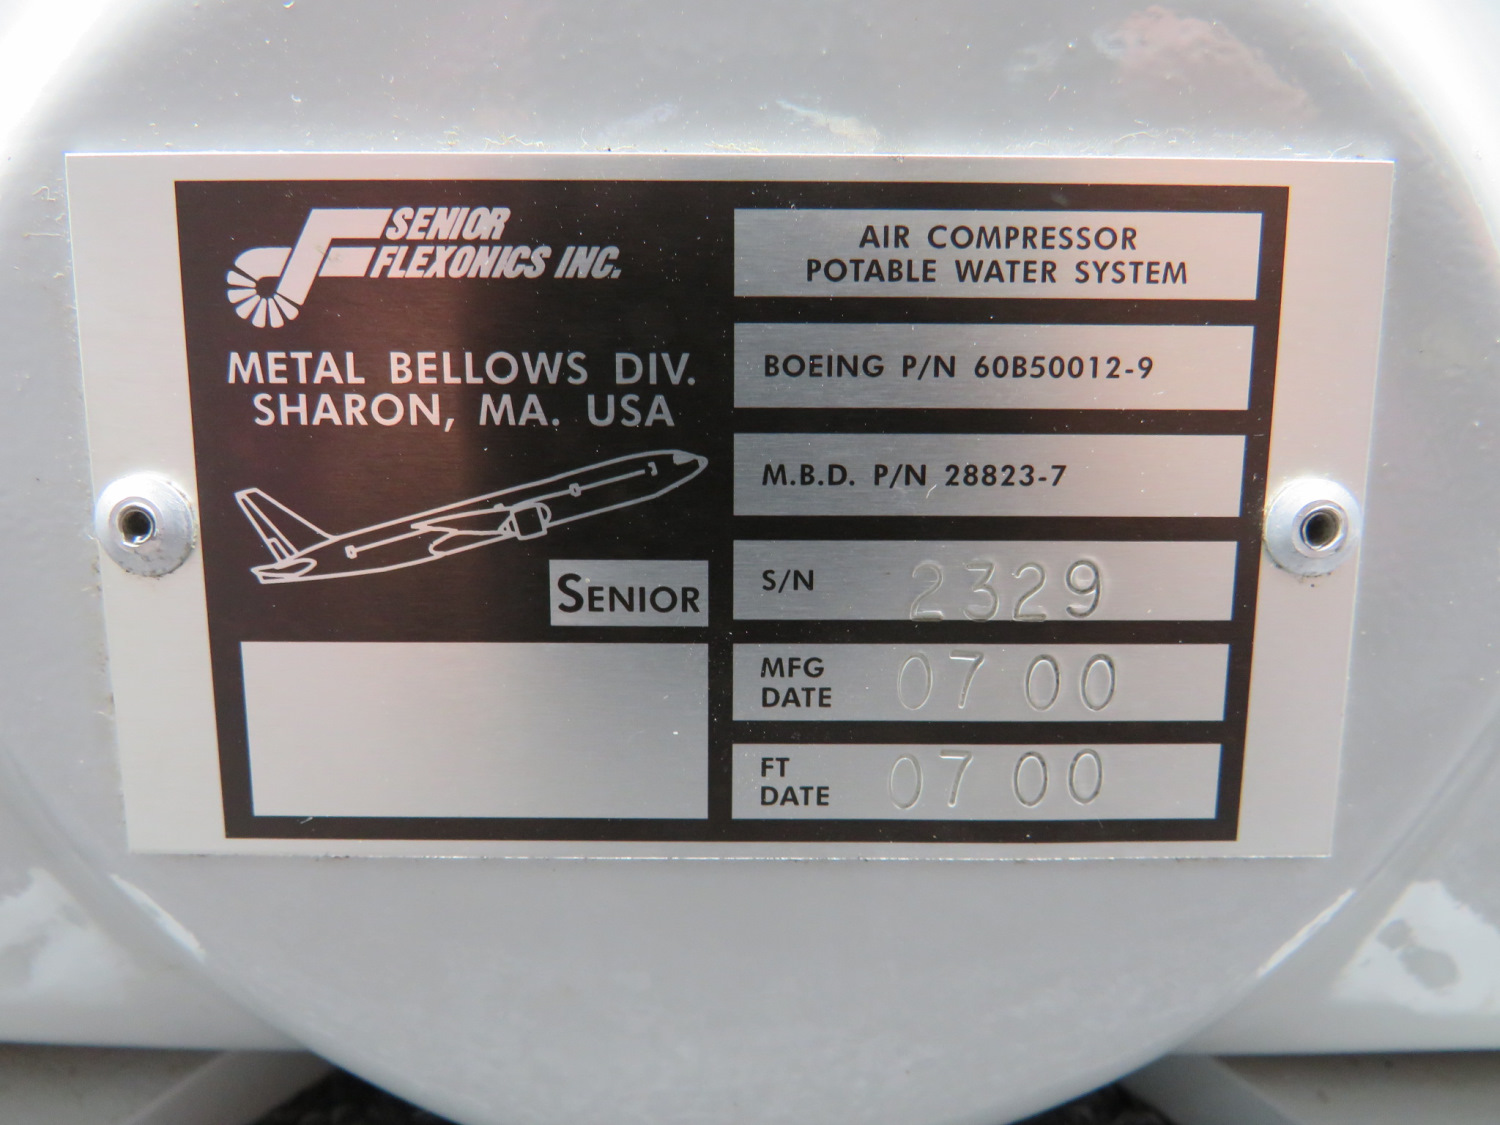 SENIOR
FLEXONICS INC.
METAL BELLOWS DIV.
SHARON, MA. USA
SENIOR
AIR COMPRESSOR
POTABLE WATER SYSTEM
BOEING P/N 60B50012-9
M.B.D. P/N 28823-7
S/N 2329
MFG
DATE 07 00
FT
DATE 07 00